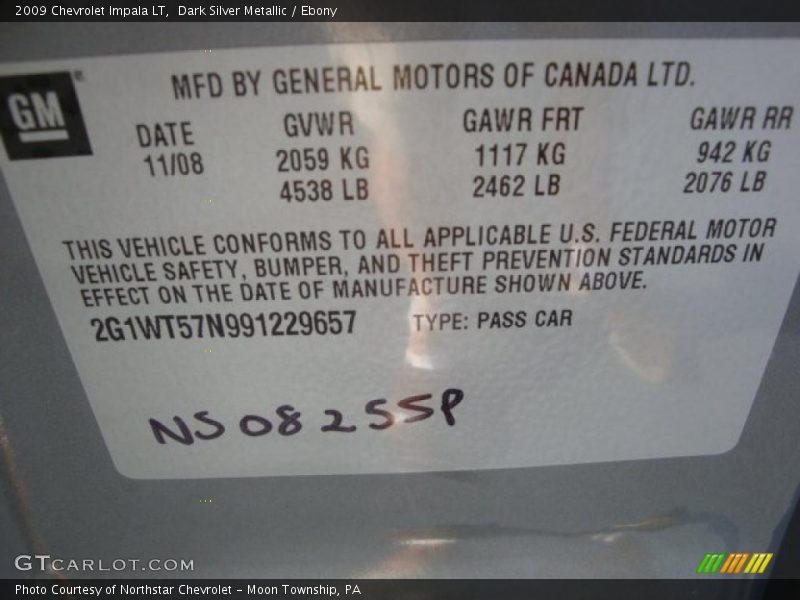 2009 Chevrolet Impala LT,  Dark Silver Metallic / Ebony
GM
MFD BY GENERAL MOTORS OF CANADA LTD.
DATE GVWR GAWR FRT GAWR RR
11/08 2059 KG 1117 KG 942 KG
4538 LB 2462 LB 2076 LB
THIS VEHICLE CONFORMS TO ALL APPLICABLE U.S. FEDERAL MOTOR
VEHICLE SAFETY, BUMPER, AND THEFT PREVENTION STANDARDS IN
EFFECT ON THE DATE OF MANUFACTURE SHOWN ABOVE.
2G1WT57N991229657 TYPE: PASS CAR
NS0825SP
GTCARLOT.COM
Photo Courtesy of Northstar Chevrolet - Moon Township, PA